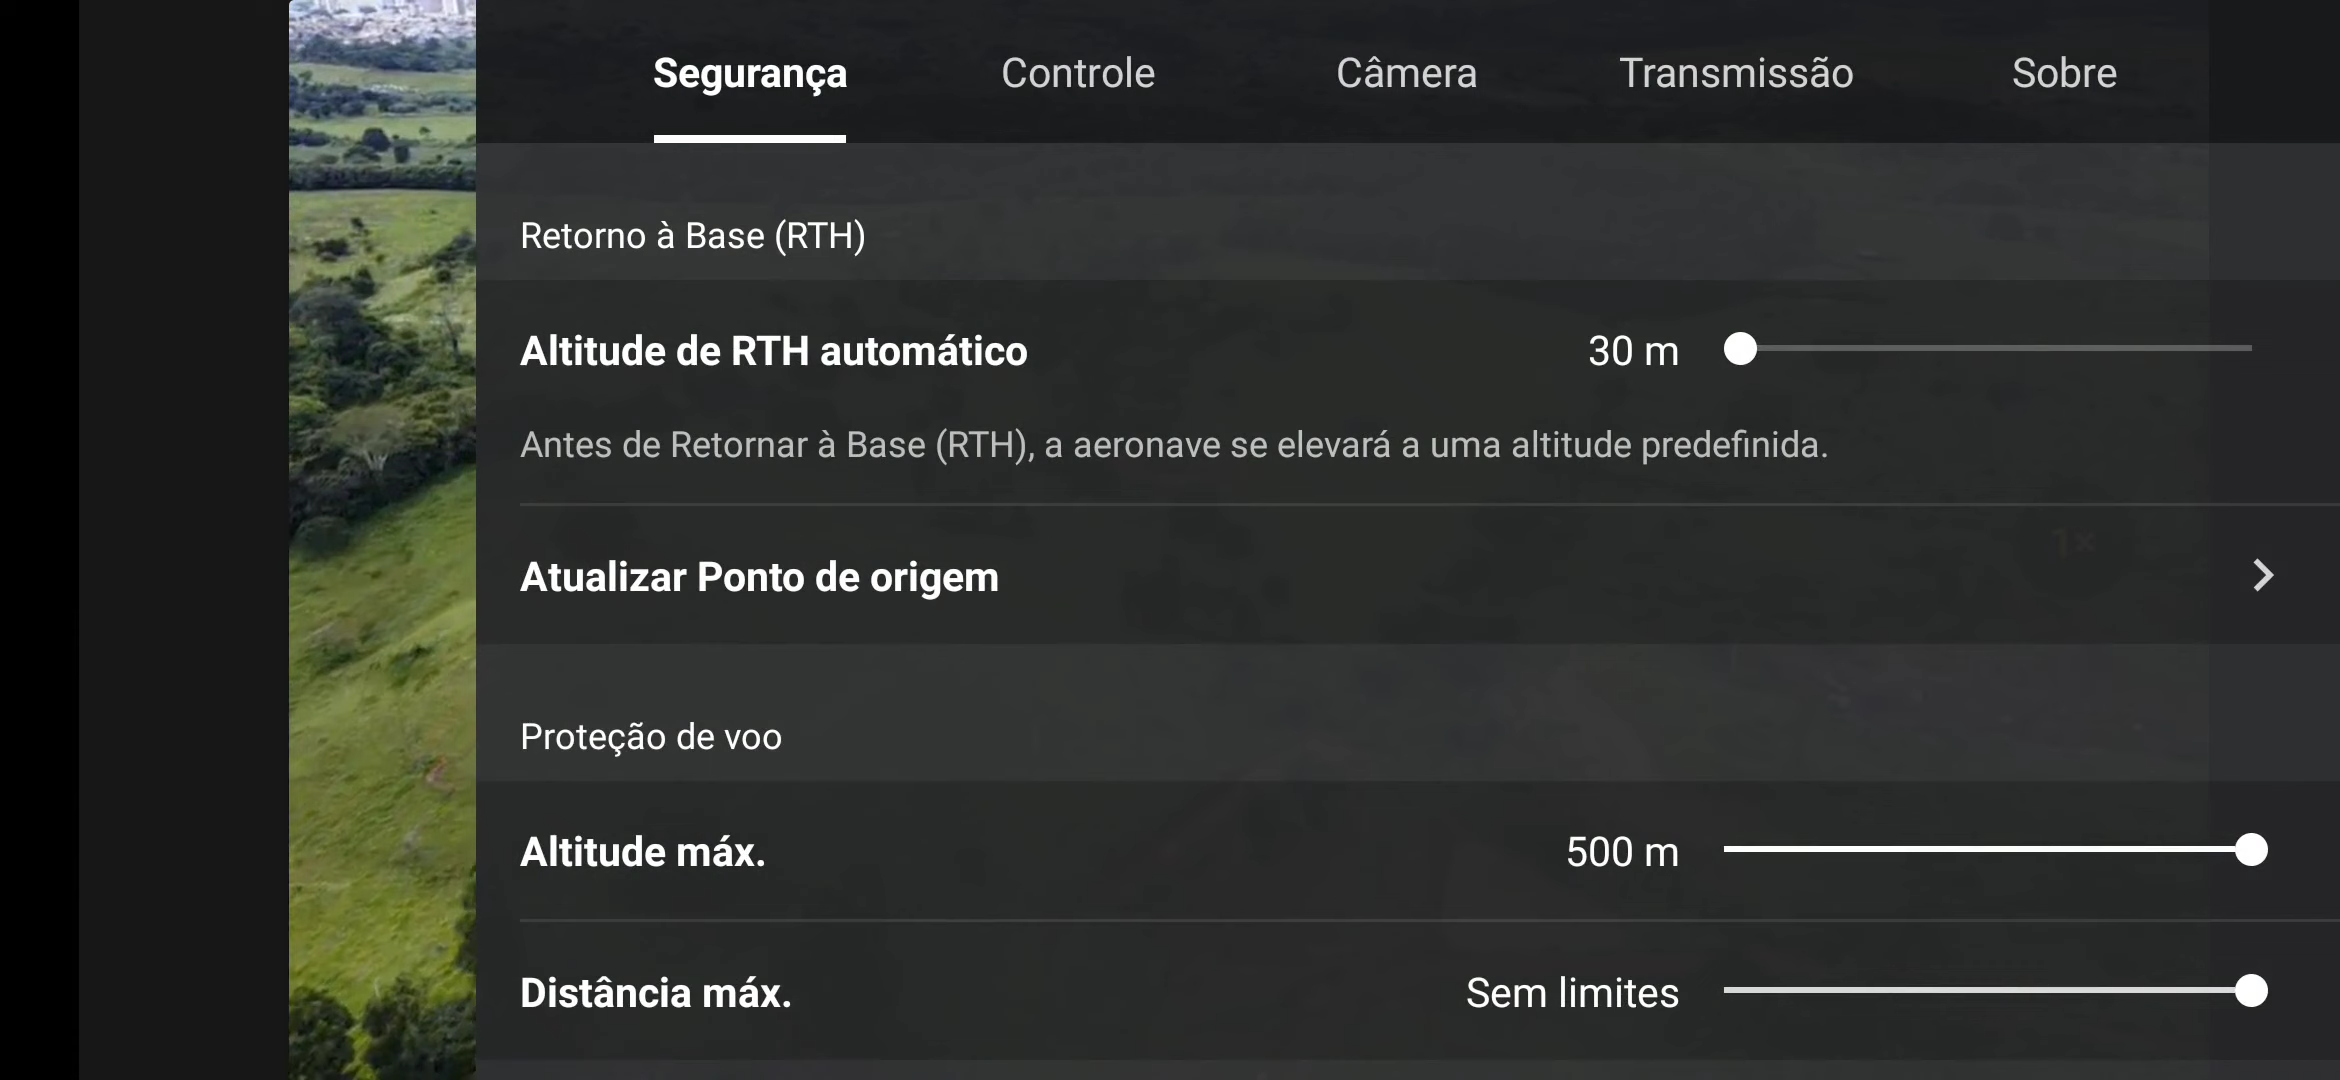 Segurança Controle Câmera Transmissão Sobre
Retorno à Base (RTH)
Altitude de RTH automático 30 m
Antes de Retornar à Base (RTH), a aeronave se elevará a uma altitude predefinida.
Atualizar Ponto de origem
1×
Proteção de voo
Altitude máx. 500 m
Distância máx. Sem limites